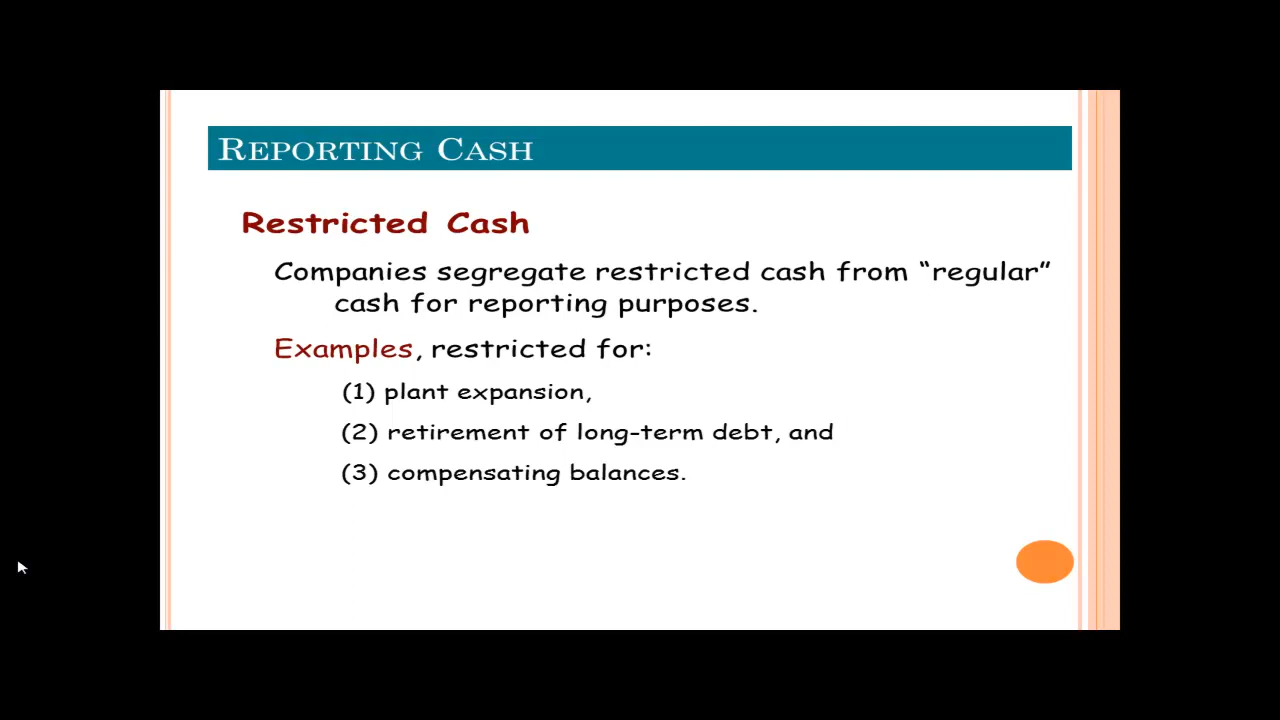 REPORTING CASH
Restricted Cash
Companies segregate restricted cash from “regular”
cash for reporting purposes.
Examples, restricted for:
(1) plant expansion,
(2) retirement of long-term debt, and
(3) compensating balances.